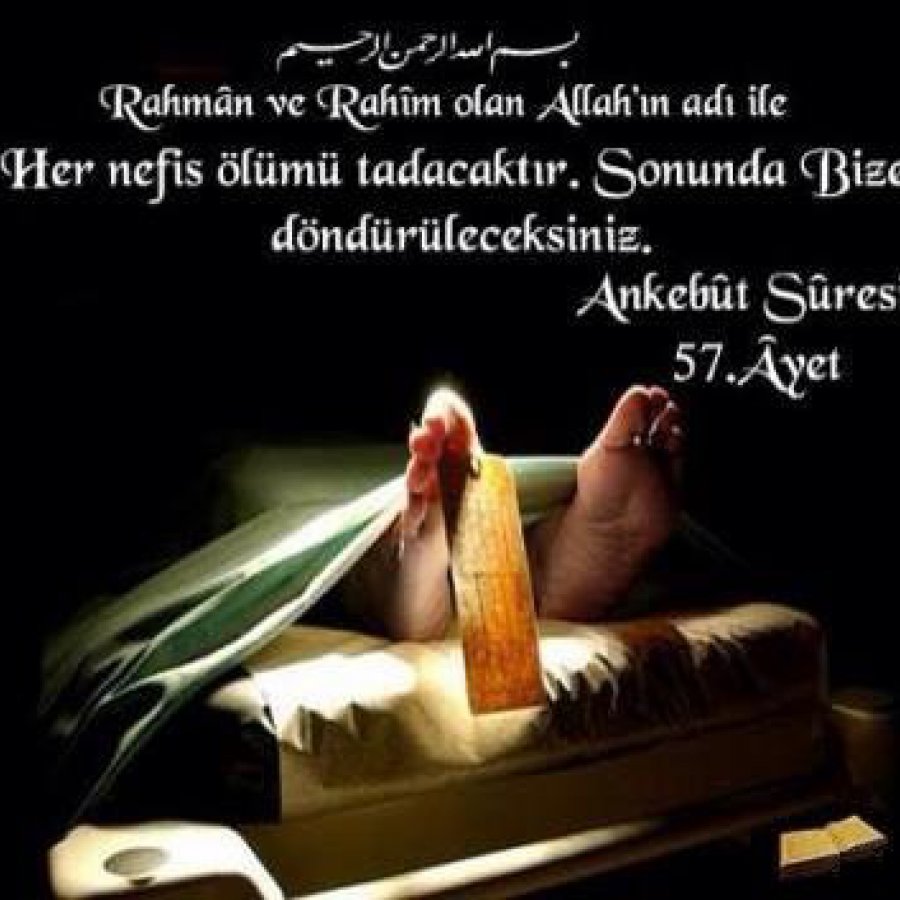 بسم الله الرحمن الرحيم
Rahmân ve Rahîm olan Allah'ın adı ile
Her nefis ölümü tadacaktır. Sonunda Bize
döndürüleceksiniz.
Ankebût Sûresi
57.Âyet